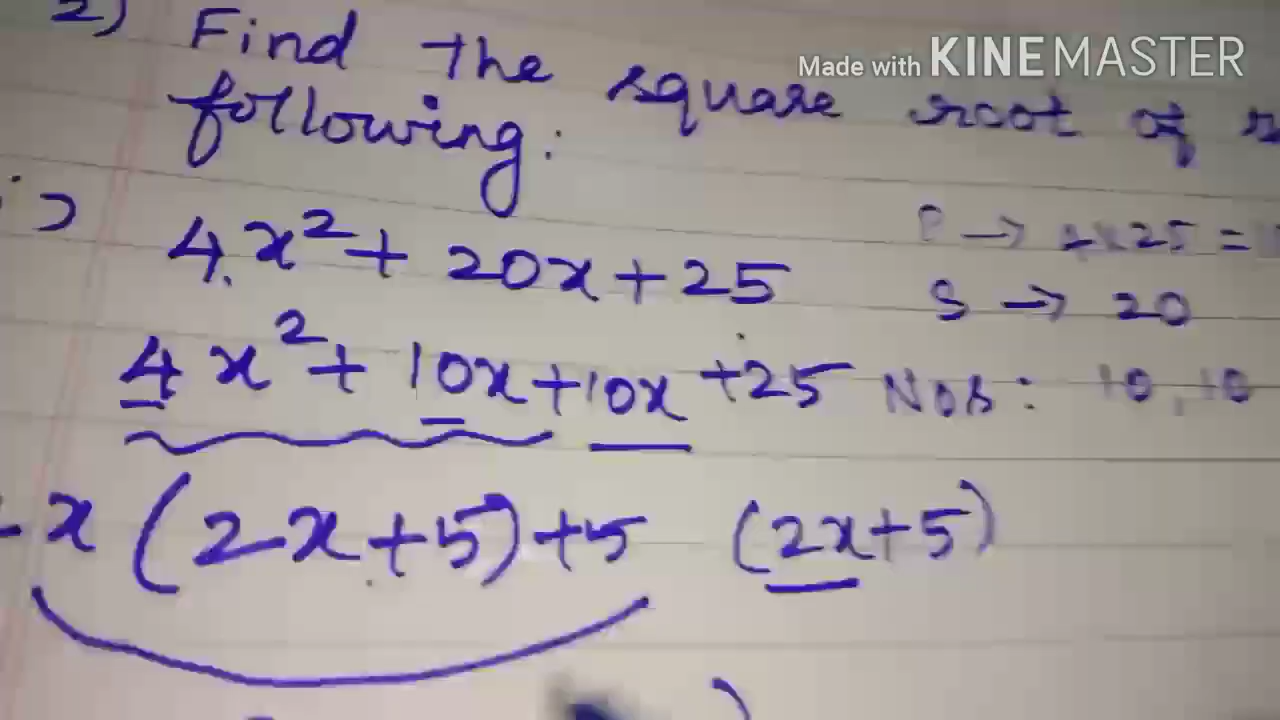 2) Find the square root of
following:
Made with KINEMASTER
i) 4x² + 20x + 25
P → 4x25 =
S → 20
4x² + 10x + 10x + 25
Nos: 10, 10
x (2x + 5) + 5 (2x + 5)